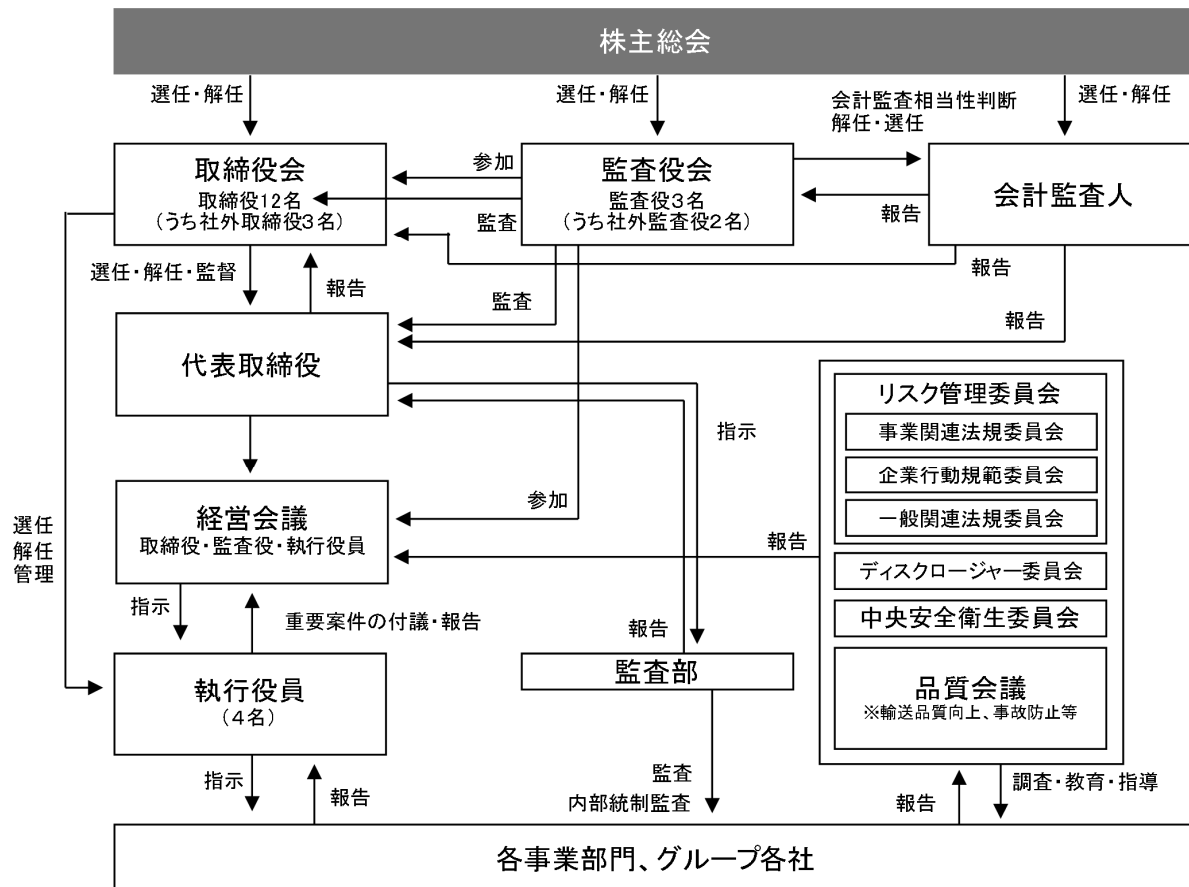 株主総会
選任・解任
選任・解任
会計監査相当性判断
解任・選任
選任・解任
取締役会
取締役12名
(うち社外取締役3名)
参加
監査
監査役会
監査役3名
(うち社外監査役2名)
報告
会計監査人
選任・解任・監督
報告
監査
報告
報告
代表取締役
指示
リスク管理委員会
事業関連法規委員会
企業行動規範委員会
一般関連法規委員会
ディスクロージャー委員会
中央安全衛生委員会
品質会議
※輸送品質向上、事故防止等
経営会議
取締役・監査役・執行役員
参加
報告
選任
解任
管理
指示
重要案件の付議・報告
報告
執行役員
(4名)
監査部
指示
報告
監査
内部統制監査
報告
調査・教育・指導
各事業部門、グループ各社